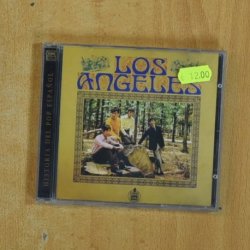 LOS
ANGELES
€ 12,00
HISTORIA DEL POP ESPAÑOL